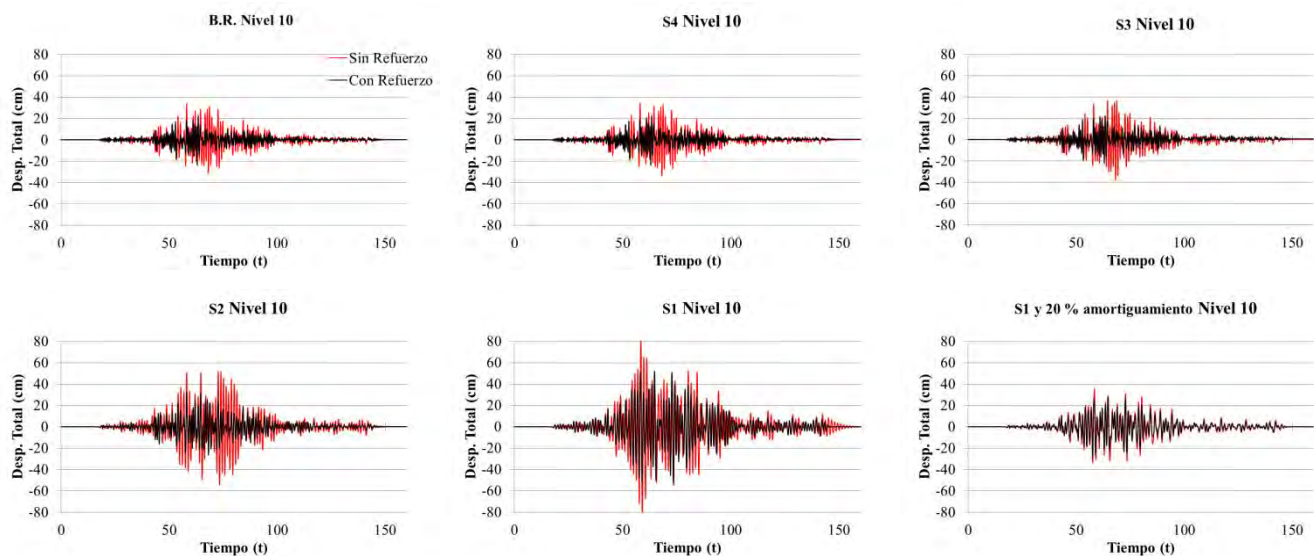 B.R. Nivel 10
80
60
40
20
0
-20
-40
-60
-80
Desp. Total (cm)
Sin Refuerzo
Con Refuerzo
0 50 100 150
Tiempo (t)
S4 Nivel 10
80
60
40
20
0
-20
-40
-60
-80
Desp. Total (cm)
0 50 100 150
Tiempo (t)
S3 Nivel 10
80
60
40
20
0
-20
-40
-60
-80
Desp. Total (cm)
0 50 100 150
Tiempo (t)
S2 Nivel 10
80
60
40
20
0
-20
-40
-60
-80
Desp. Total (cm)
0 50 100 150
Tiempo (t)
S1 Nivel 10
80
60
40
20
0
-20
-40
-60
-80
Desp. Total (cm)
0 50 100 150
Tiempo (t)
S1 y 20 % amortiguamiento Nivel 10
80
60
40
20
0
-20
-40
-60
-80
Desp. Total (cm)
0 50 100 150
Tiempo (t)